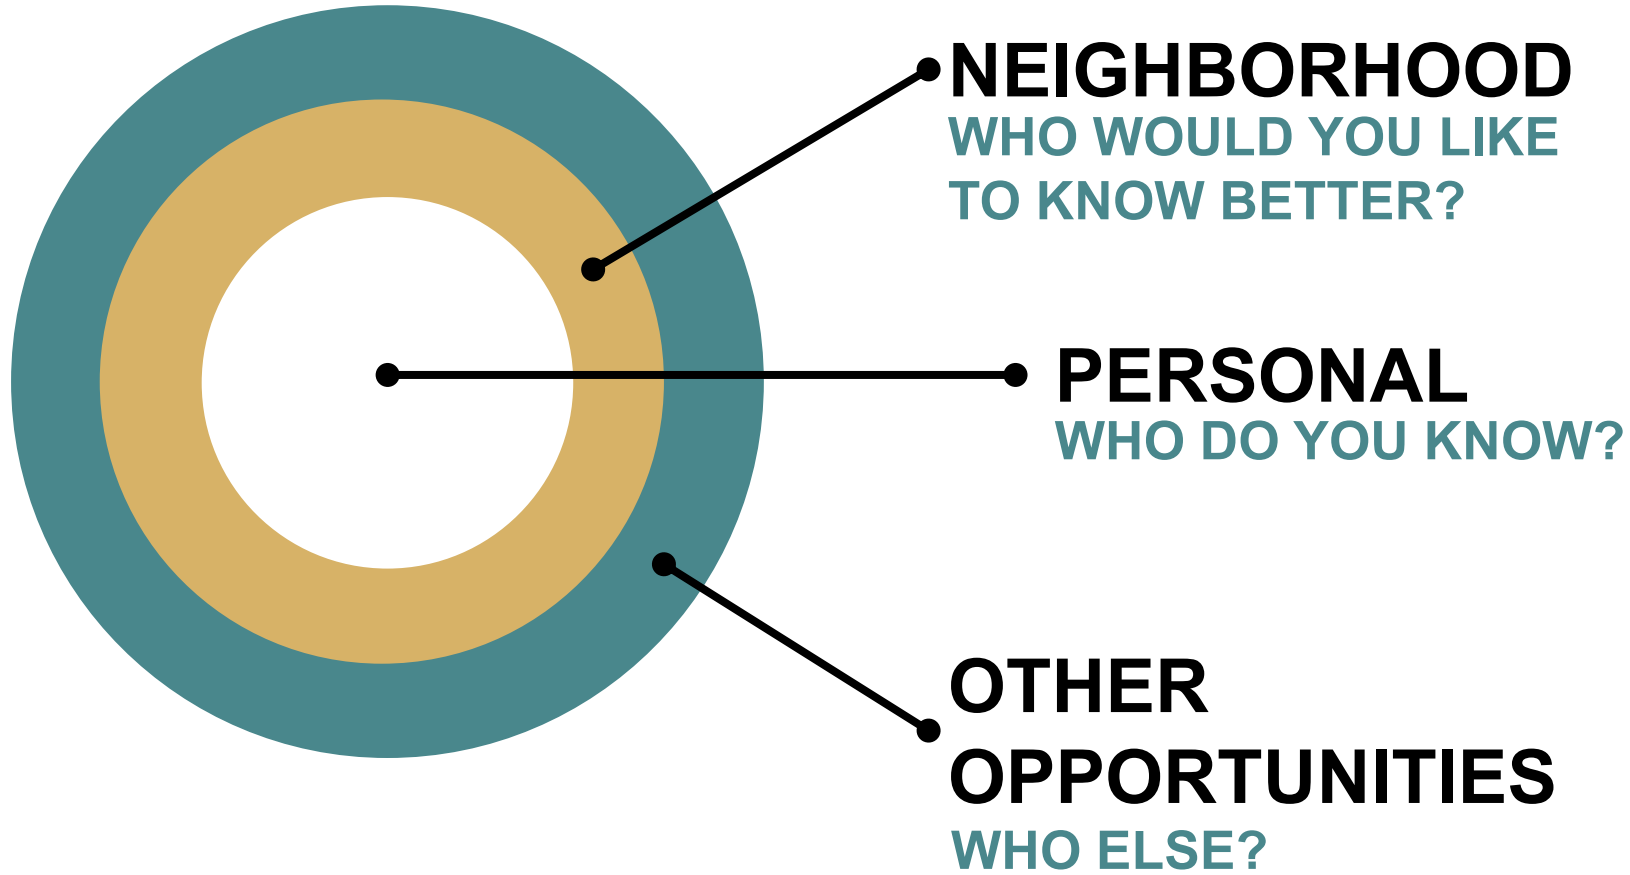 NEIGHBORHOOD
WHO WOULD YOU LIKE
TO KNOW BETTER?
PERSONAL
WHO DO YOU KNOW?
OTHER
OPPORTUNITIES
WHO ELSE?